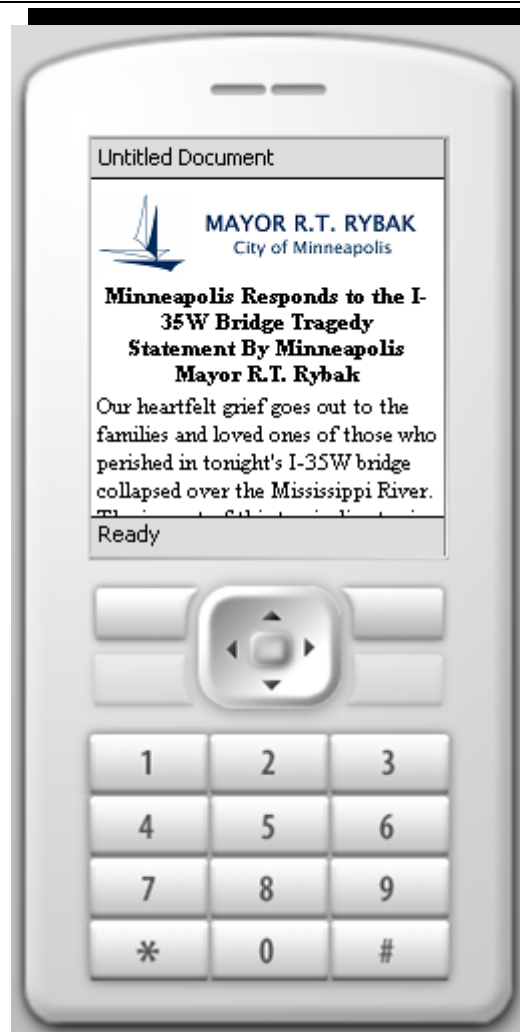 Untitled Document
MAYOR R.T. RYBAK
City of Minneapolis
Minneapolis Responds to the I-
35W Bridge Tragedy
Statement By Minneapolis
Mayor R.T. Rybak
Our heartfelt grief goes out to the
families and loved ones of those who
perished in tonight's I-35W bridge
collapsed over the Mississippi River.
Ready
1 2 3
4 5 6
7 8 9
* 0 #